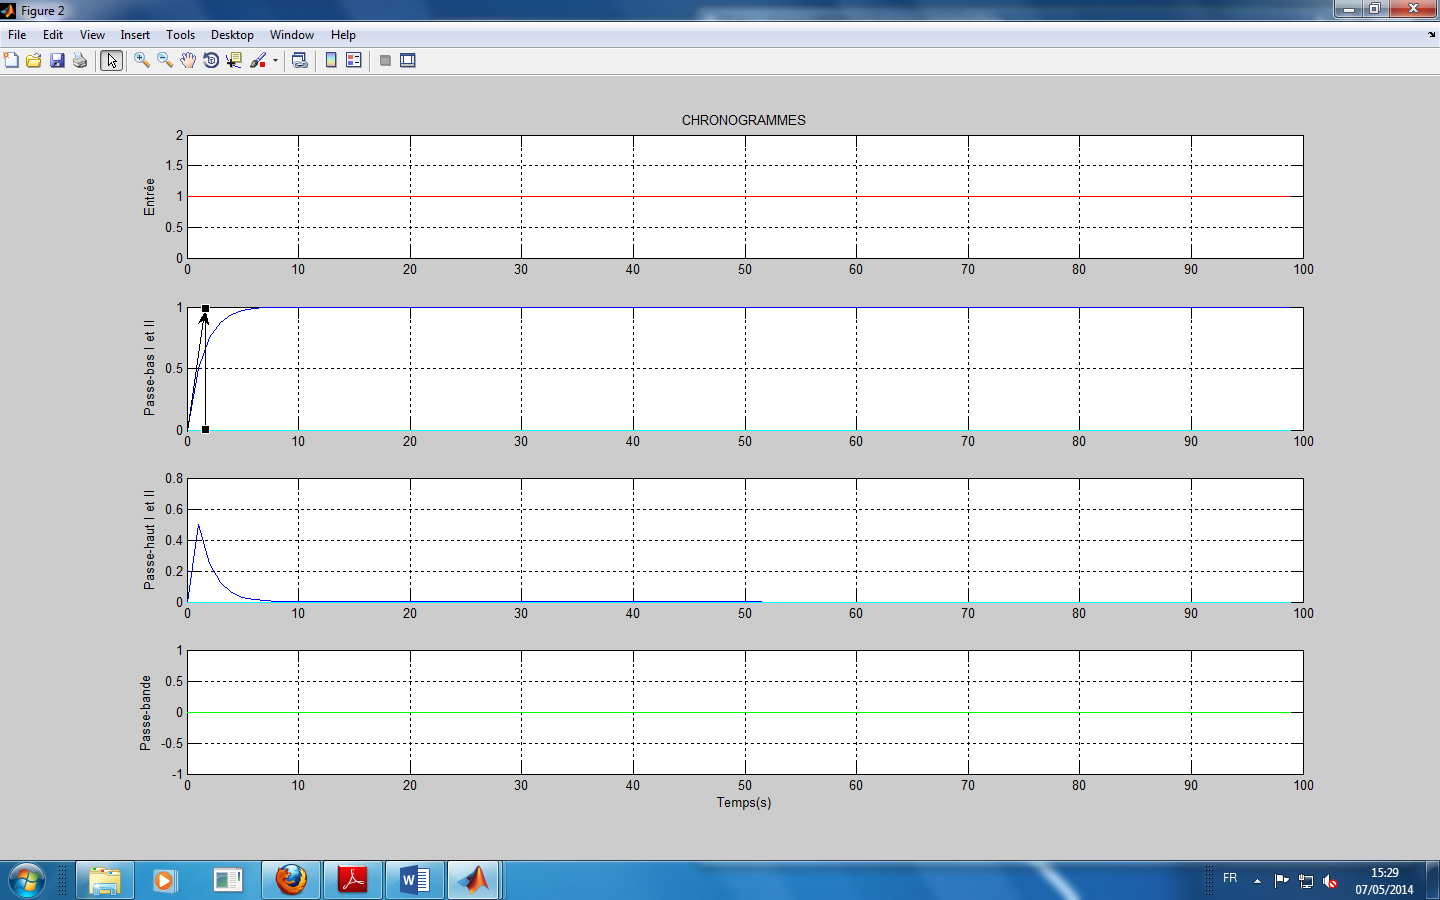 Figure 2
File Edit View Insert Tools Desktop Window Help
CHRONOGRAMMES
2
1.5
1
0.5
0
Entrée
0 10 20 30 40 50 60 70 80 90 100
1
0.5
0
Passe-bas I et II
0 10 20 30 40 50 60 70 80 90 100
0.8
0.6
0.4
0.2
0
Passe-haut I et II
0 10 20 30 40 50 60 70 80 90 100
1
0.5
0
-0.5
-1
Passe-bande
0 10 20 30 40 50 60 70 80 90 100
Temps(s)
FR
15:29
07/05/2014